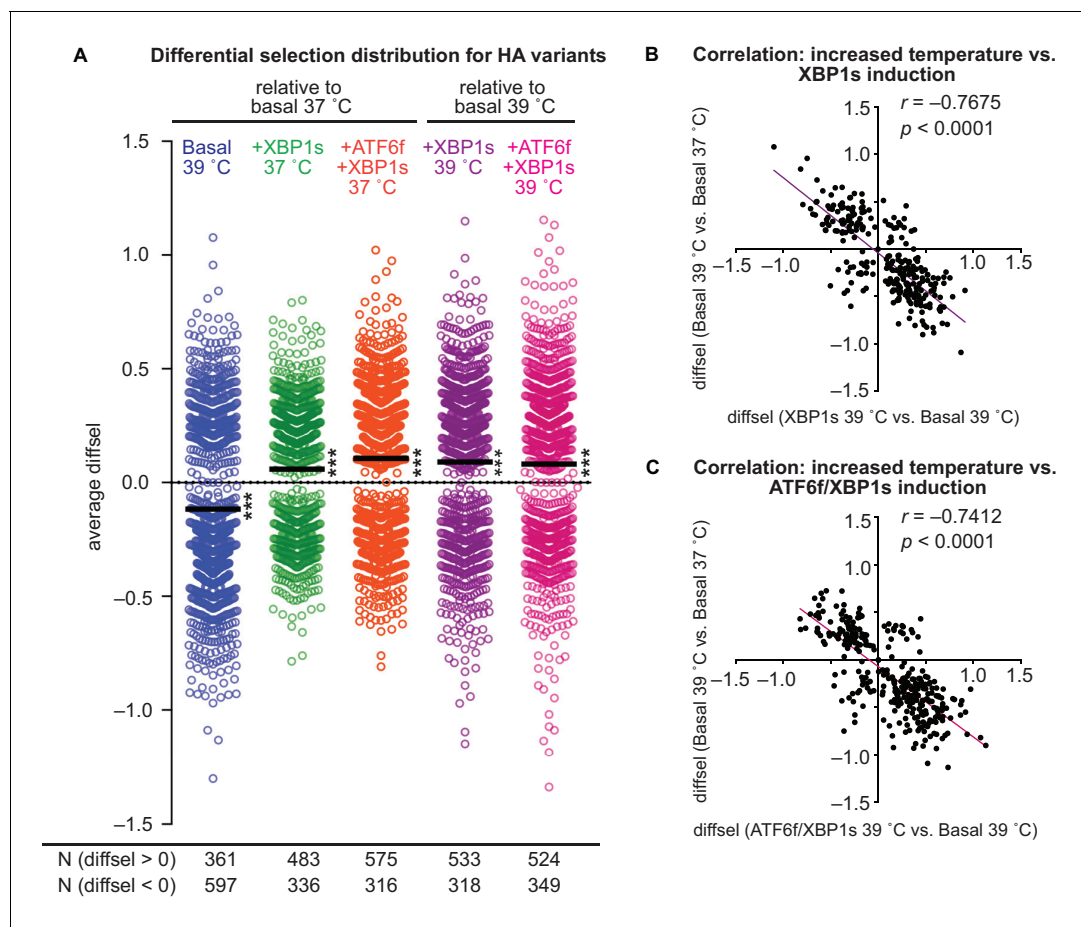 A Differential selection distribution for HA variants
relative to
basal 37 ˚C
relative to
basal 39 ˚C
Basal
39 ˚C
+XBP1s
37 ˚C
+ATF6f
+XBP1s
37 ˚C
+XBP1s
39 ˚C
+ATF6f
+XBP1s
39 ˚C
average diffsel
1.5
1.0
0.5
0.0
–0.5
–1.0
–1.5
***
***
***
***
***
N (diffsel > 0) 361 483 575 533 524
N (diffsel < 0) 597 336 316 318 349
B Correlation: increased temperature vs.
XBP1s induction
r = –0.7675
p < 0.0001
diffsel (Basal 39 ˚C vs. Basal 37 ˚C)
1.5
1.0
–1.5 –1.0 1.0 1.5
–1.0
–1.5
diffsel (XBP1s 39 ˚C vs. Basal 39 ˚C)
C Correlation: increased temperature vs.
ATF6f/XBP1s induction
r = –0.7412
p < 0.0001
diffsel (Basal 39 ˚C vs. Basal 37 ˚C)
1.5
1.0
–1.5 –1.0 1.0 1.5
–1.0
–1.5
diffsel (ATF6f/XBP1s 39 ˚C vs. Basal 39 ˚C)